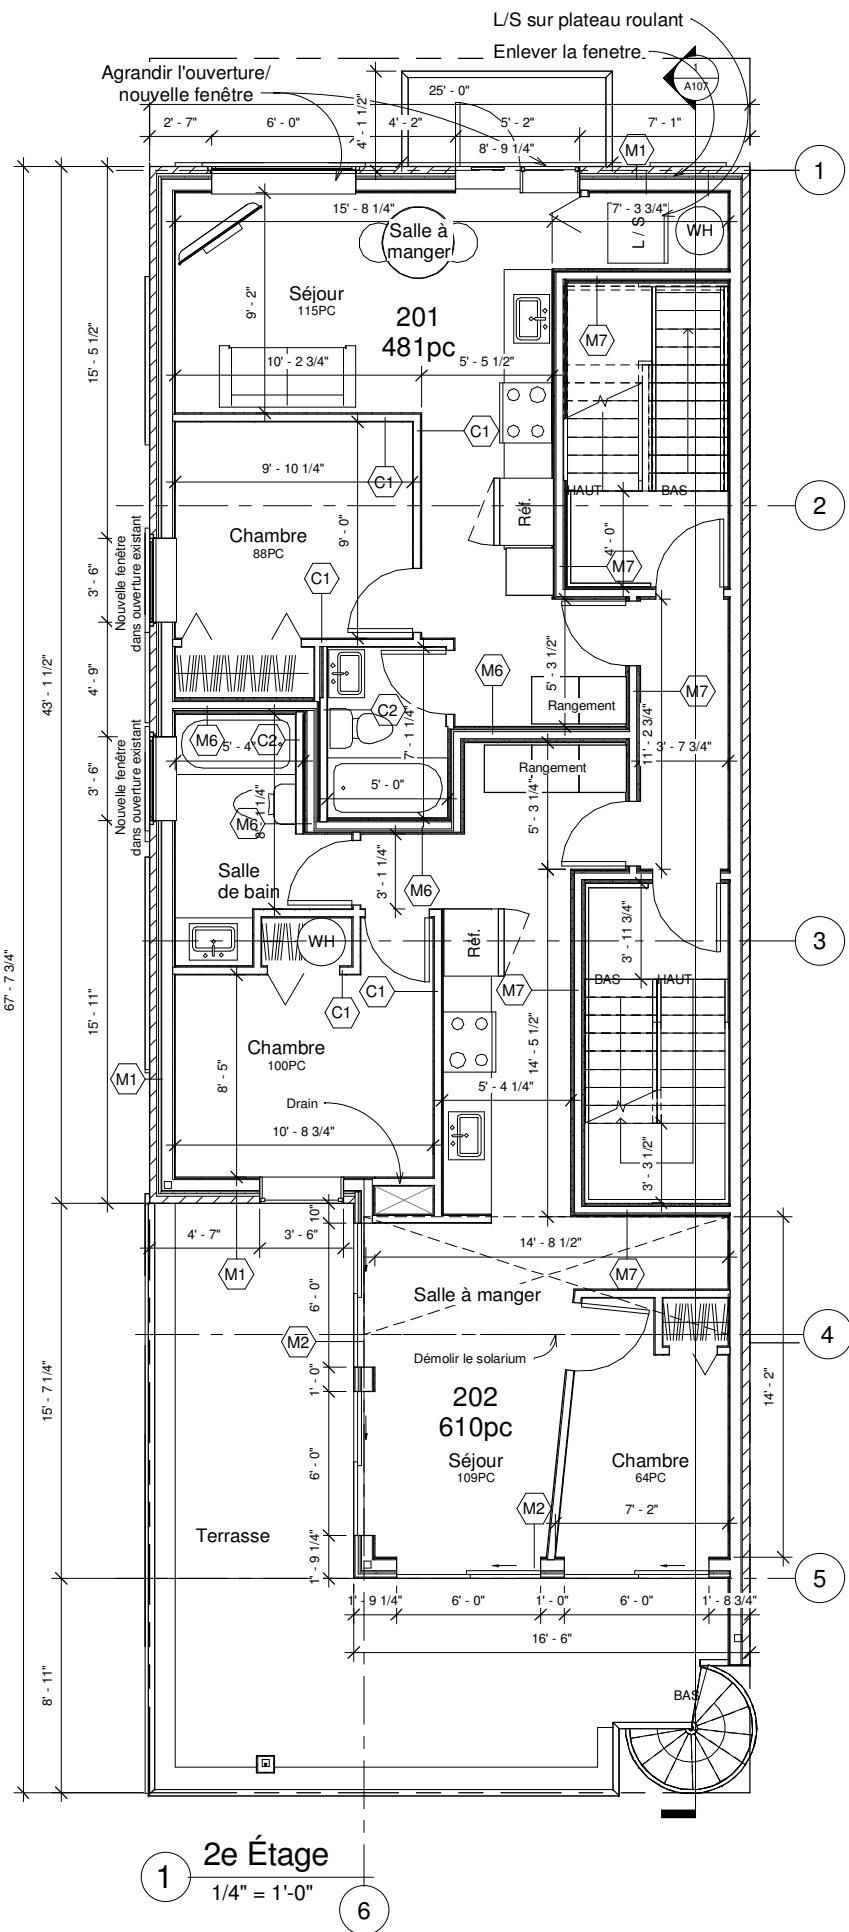 L/S sur plateau roulant
Enlever la fenetre
1
A107
Agrandir l'ouverture/
nouvelle fenêtre
25' - 0"
4' - 1 1/2"
2' - 7"
6' - 0"
4' - 2"
5' - 2"
7' - 1"
8' - 9 1/4"
M1
1
15' - 8 1/4"
7' - 3 3/4"
L / S
WH
Salle à
manger
Séjour
115PC
9' - 2"
201
481pc
M7
15' - 5 1/2"
10' - 2 3/4"
5' - 5 1/2"
C1
9' - 10 1/4"
C1
HAUT
BAS
2
Réf.
Chambre
88PC
9' - 0"
4' - 0"
M7
Nouvelle fenêtre
dans ouverture existant
3' - 6"
C1
43' - 1 1/2"
4' - 9"
M6
5' - 3 1/2"
M7
Rangement
C2
M6
C2
5' - 4"
7' - 1 1/4"
11' - 2 3/4"
3' - 7 3/4"
Nouvelle fenêtre
dans ouverture existant
3' - 6"
Rangement
5' - 0"
M6
8' - 1 1/4"
5' - 3 1/4"
Salle
de bain
3' - 1 1/4"
M6
WH
Réf.
3' - 11 3/4"
3
67' - 7 3/4"
BAS
HAUT
M7
C1
C1
15' - 11"
Chambre
100PC
8' - 5"
14' - 5 1/2"
M1
5' - 4 1/4"
Drain
10' - 8 3/4"
3' - 3 1/2"
10"
4' - 7"
3' - 6"
14' - 8 1/2"
M1
M7
6' - 0"
Salle à manger
M2
4
Démolir le solarium
1' - 0"
15' - 7 1/4"
14' - 2"
202
610pc
6' - 0"
Séjour
109PC
Chambre
64PC
M2
7' - 2"
Terrasse
1' - 9 1/4"
5
1' - 9 1/4"
6' - 0"
1' - 0"
6' - 0"
1' - 8 3/4"
16' - 6"
8' - 11"
BAS
1
2e Étage
1/4" = 1'-0"
6